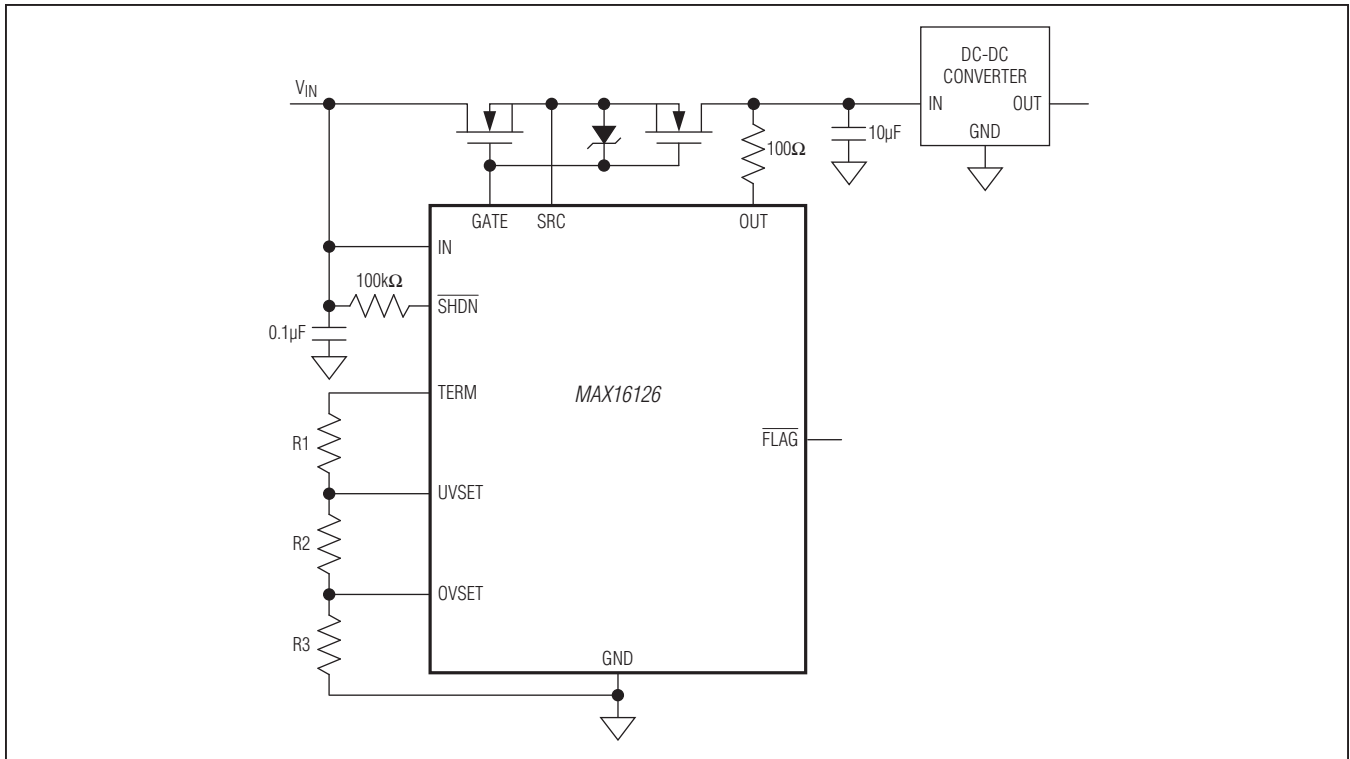 DC-DC
CONVERTER
V_IN
IN
OUT
GND
10µF
100Ω
GATE
SRC
OUT
IN
100kΩ
SHDN
0.1µF
TERM
MAX16126
R1
FLAG
UVSET
R2
OVSET
R3
GND